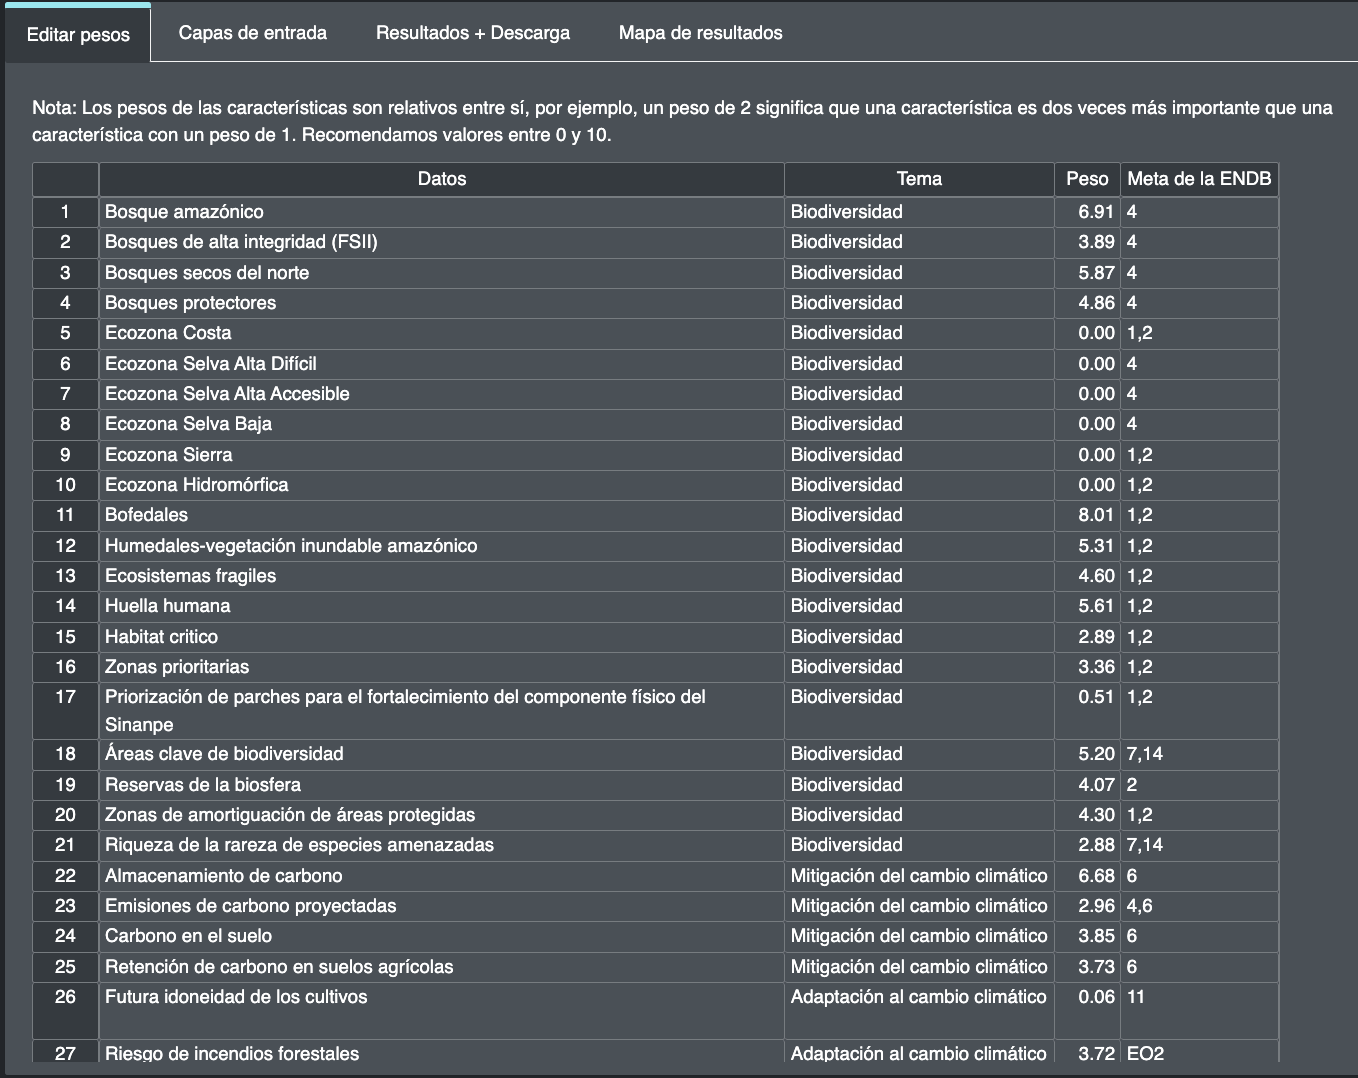 Editar pesos Capas de entrada Resultados + Descarga Mapa de resultados
Nota: Los pesos de las características son relativos entre sí, por ejemplo, un peso de 2 significa que una característica es dos veces más importante que una
característica con un peso de 1. Recomendamos valores entre 0 y 10.
Datos Tema Peso Meta de la ENDB
1 Bosque amazónico Biodiversidad 6.91 4
2 Bosques de alta integridad (FSII) Biodiversidad 3.89 4
3 Bosques secos del norte Biodiversidad 5.87 4
4 Bosques protectores Biodiversidad 4.86 4
5 Ecozona Costa Biodiversidad 0.00 1,2
6 Ecozona Selva Alta Difícil Biodiversidad 0.00 4
7 Ecozona Selva Alta Accesible Biodiversidad 0.00 4
8 Ecozona Selva Baja Biodiversidad 0.00 4
9 Ecozona Sierra Biodiversidad 0.00 1,2
10 Ecozona Hidromórfica Biodiversidad 0.00 1,2
11 Bofedales Biodiversidad 8.01 1,2
12 Humedales-vegetación inundable amazónico Biodiversidad 5.31 1,2
13 Ecosistemas fragiles Biodiversidad 4.60 1,2
14 Huella humana Biodiversidad 5.61 1,2
15 Habitat critico Biodiversidad 2.89 1,2
16 Zonas prioritarias Biodiversidad 3.36 1,2
17 Priorización de parches para el fortalecimiento del componente físico del Biodiversidad 0.51 1,2
Sinanpe
18 Áreas clave de biodiversidad Biodiversidad 5.20 7,14
19 Reservas de la biosfera Biodiversidad 4.07 2
20 Zonas de amortiguación de áreas protegidas Biodiversidad 4.30 1,2
21 Riqueza de la rareza de especies amenazadas Biodiversidad 2.88 7,14
22 Almacenamiento de carbono Mitigación del cambio climático 6.68 6
23 Emisiones de carbono proyectadas Mitigación del cambio climático 2.96 4,6
24 Carbono en el suelo Mitigación del cambio climático 3.85 6
25 Retención de carbono en suelos agrícolas Mitigación del cambio climático 3.73 6
26 Futura idoneidad de los cultivos Adaptación al cambio climático 0.06 11
27 Riesgo de incendios forestales Adaptación al cambio climático 3.72 EO2